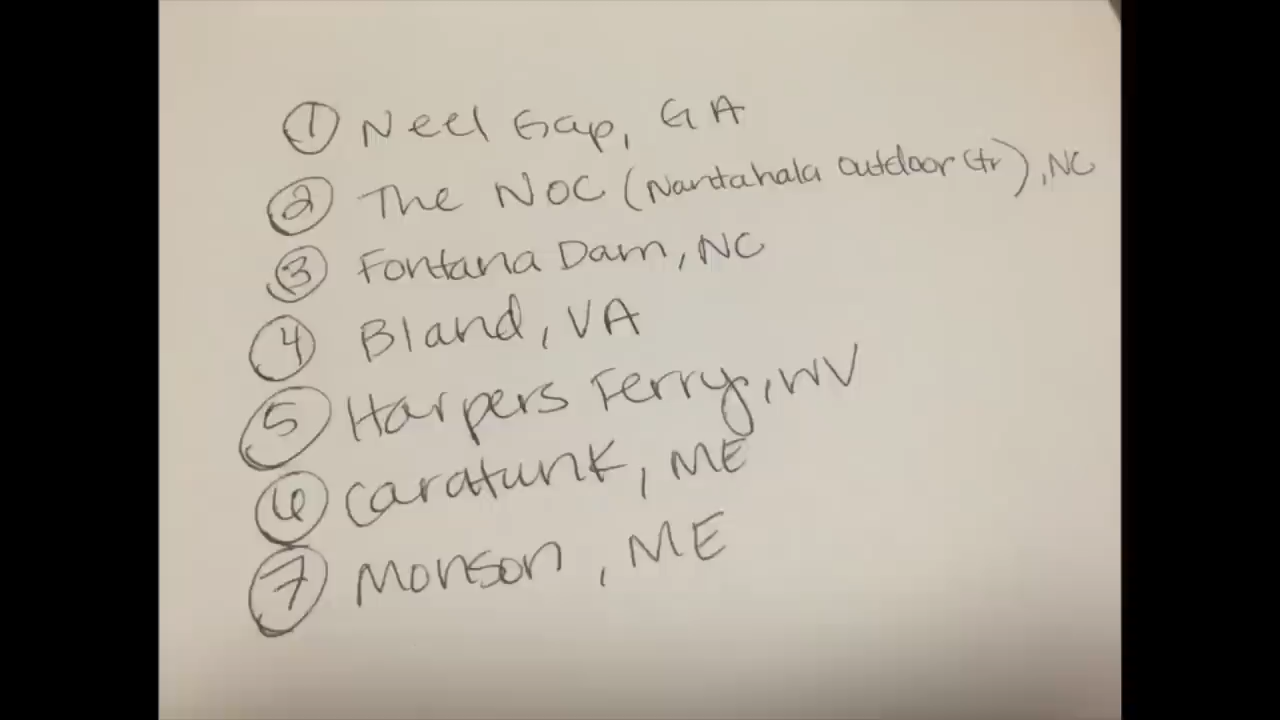 1 Neel Gap, GA
2 The NOC (Nantahala Outdoor Ctr), NC
3 Fontana Dam, NC
4 Bland, VA
5 Harpers Ferry, WV
6 Caratunk, ME
7 Monson, ME